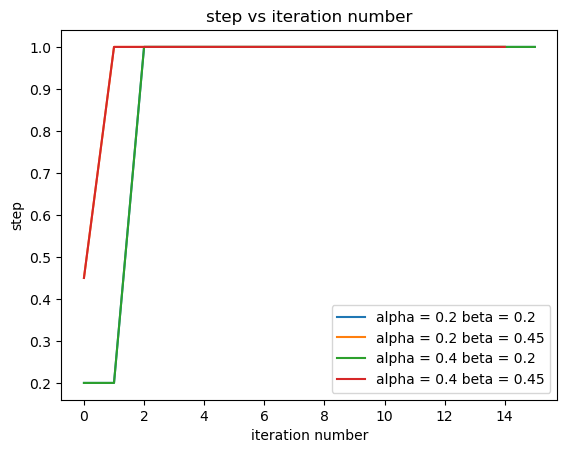 step vs iteration number
1.0
0.9
0.8
0.7
0.6
0.5
0.4
0.3
0.2
step
0 2 4 6 8 10 12 14
iteration number
alpha = 0.2 beta = 0.2
alpha = 0.2 beta = 0.45
alpha = 0.4 beta = 0.2
alpha = 0.4 beta = 0.45